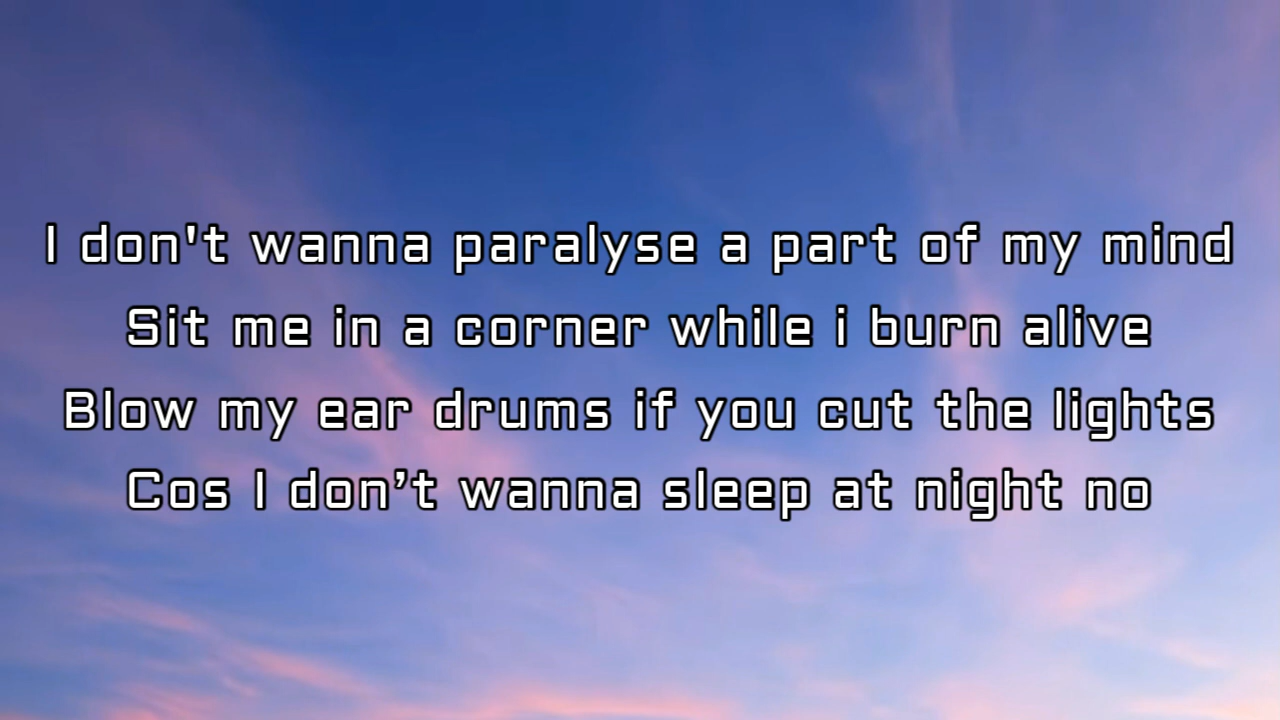 I don't wanna paralyse a part of my mind
Sit me in a corner while i burn alive
Blow my ear drums if you cut the lights
Cos I don’t wanna sleep at night no